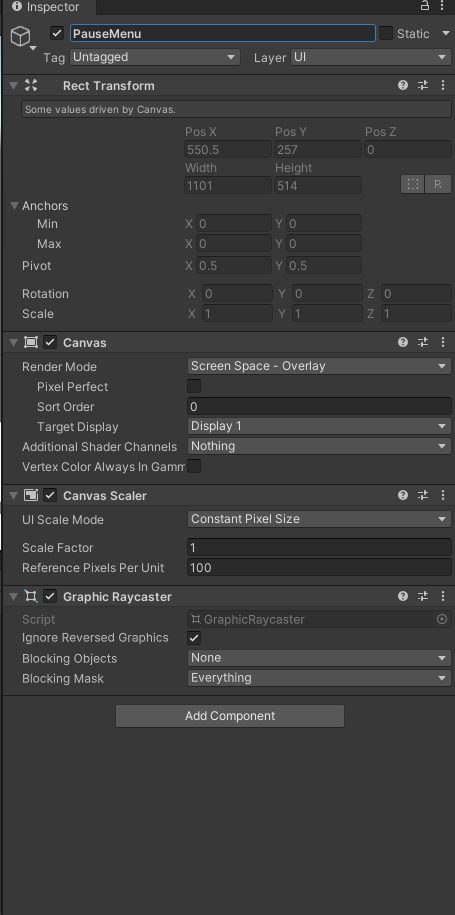 Inspector
PauseMenu
Static
Tag Untagged Layer UI
Rect Transform
Some values driven by Canvas.
Pos X Pos Y Pos Z
550.5 257 0
Width Height
1101 514
R
Anchors
Min X 0 Y 0
Max X 0 Y 0
Pivot X 0.5 Y 0.5
Rotation X 0 Y 0 Z 0
Scale X 1 Y 1 Z 1
Canvas
Render Mode Screen Space - Overlay
Pixel Perfect
Sort Order 0
Target Display Display 1
Additional Shader Channels Nothing
Vertex Color Always In Gamm
Canvas Scaler
UI Scale Mode Constant Pixel Size
Scale Factor 1
Reference Pixels Per Unit 100
Graphic Raycaster
Script GraphicRaycaster
Ignore Reversed Graphics
Blocking Objects None
Blocking Mask Everything
Add Component